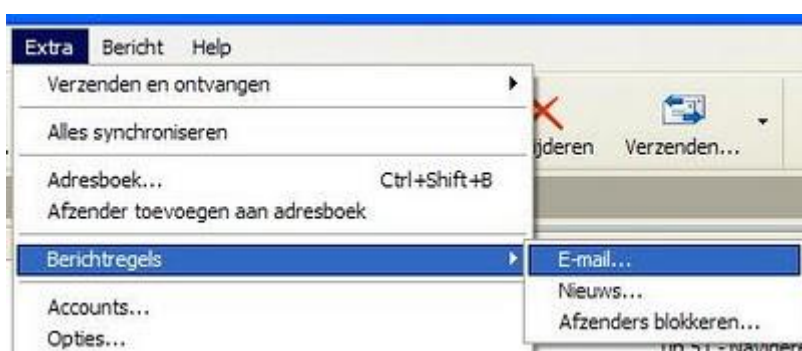 Extra Bericht Help
Verzenden en ontvangen
Alles synchroniseren
ijderen Verzenden...
Adresboek... Ctrl+Shift+B
Afzender toevoegen aan adresboek
Berichtregels
E-mail...
Nieuws...
Afzenders blokkeren...
Accounts...
Opties...